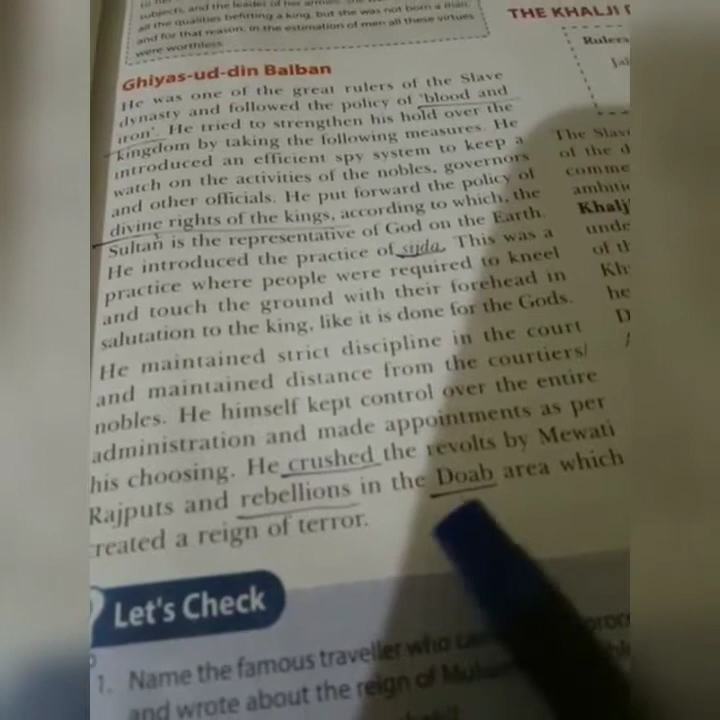 subjects, and the leader of her armies.
all the qualities befitting a king, but she was not born a man,
and for that reason, in the estimation of men all these virtues
were worthless.
Ghiyas-ud-din Balban
He was one of the great rulers of the Slave
dynasty and followed the policy of 'blood and
iron'. He tried to strengthen his hold over the
kingdom by taking the following measures. He
introduced an efficient spy system to keep a
watch on the activities of the nobles, governors
and other officials. He put forward the policy of
divine rights of the kings, according to which, the
Sultan is the representative of God on the Earth.
He introduced the practice of sijda. This was a
practice where people were required to kneel
and touch the ground with their forehead in
salutation to the king, like it is done for the Gods.
He maintained strict discipline in the court
and maintained distance from the courtiers/
nobles. He himself kept control over the entire
administration and made appointments as per
his choosing. He crushed the revolts by Mewati
Rajputs and rebellions in the Doab area which
created a reign of terror.
Let's Check
1. Name the famous traveller who
and wrote about the reign of
THE KHALJI
Rulers
The Slav
of the d
comme
ambiti
Khalj
unde
of th
Kh
he
D